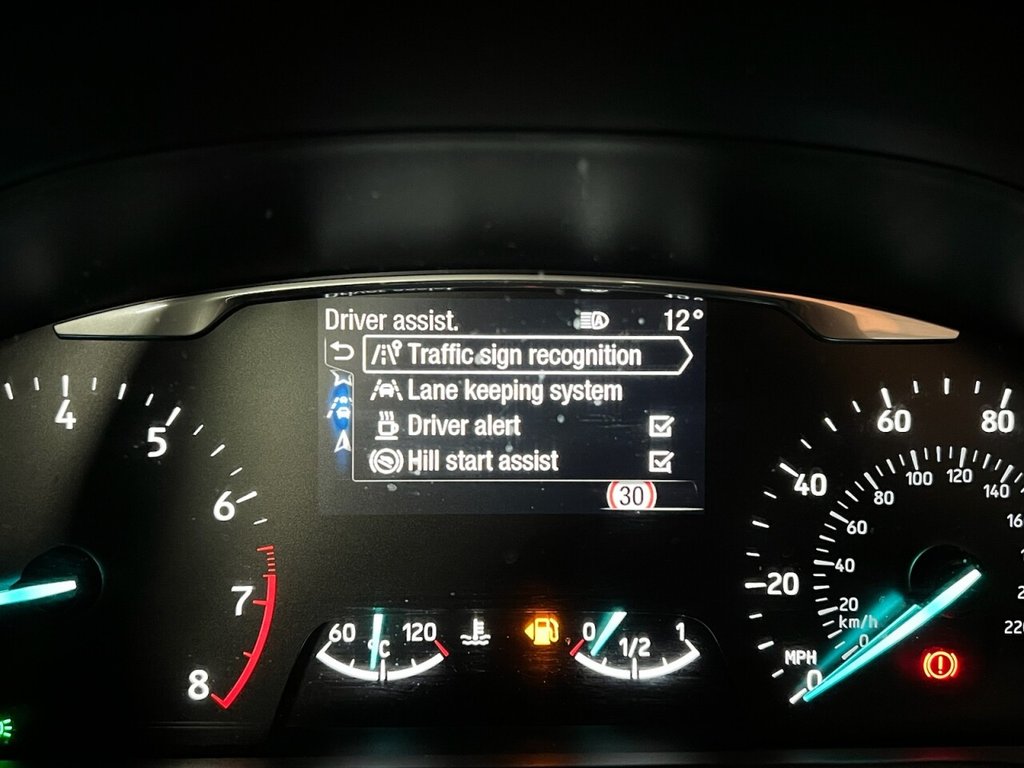 Driver assist. A 12°
Traffic sign recognition
Lane keeping system
Driver alert
Hill start assist
30
4
5
6
7
8
60 °C 120
0 1/2 1
20
40
60
80
MPH
0
km/h
0
20
40
60
80
100
120
140
220